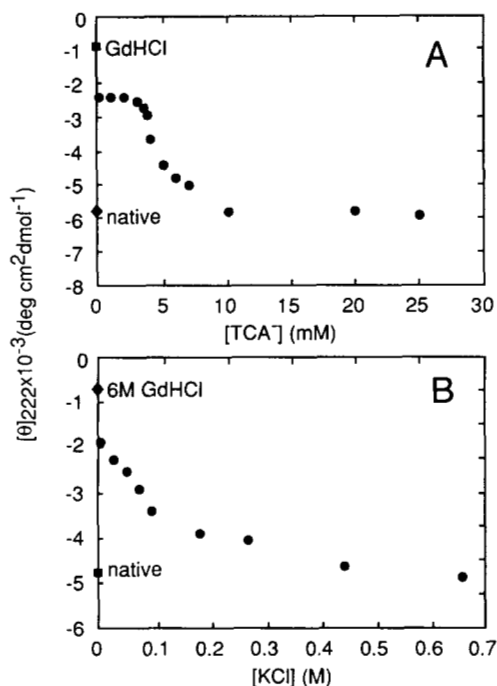 [θ]222x10-3(deg cm2dmol-1)
A
0
-1
-2
-3
-4
-5
-6
-7
-8
GdHCl
native
0 5 10 15 20 25 30
[TCA-] (mM)
B
0
-1
-2
-3
-4
-5
-6
6M GdHCl
native
0 0.1 0.2 0.3 0.4 0.5 0.6 0.7
[KCl] (M)